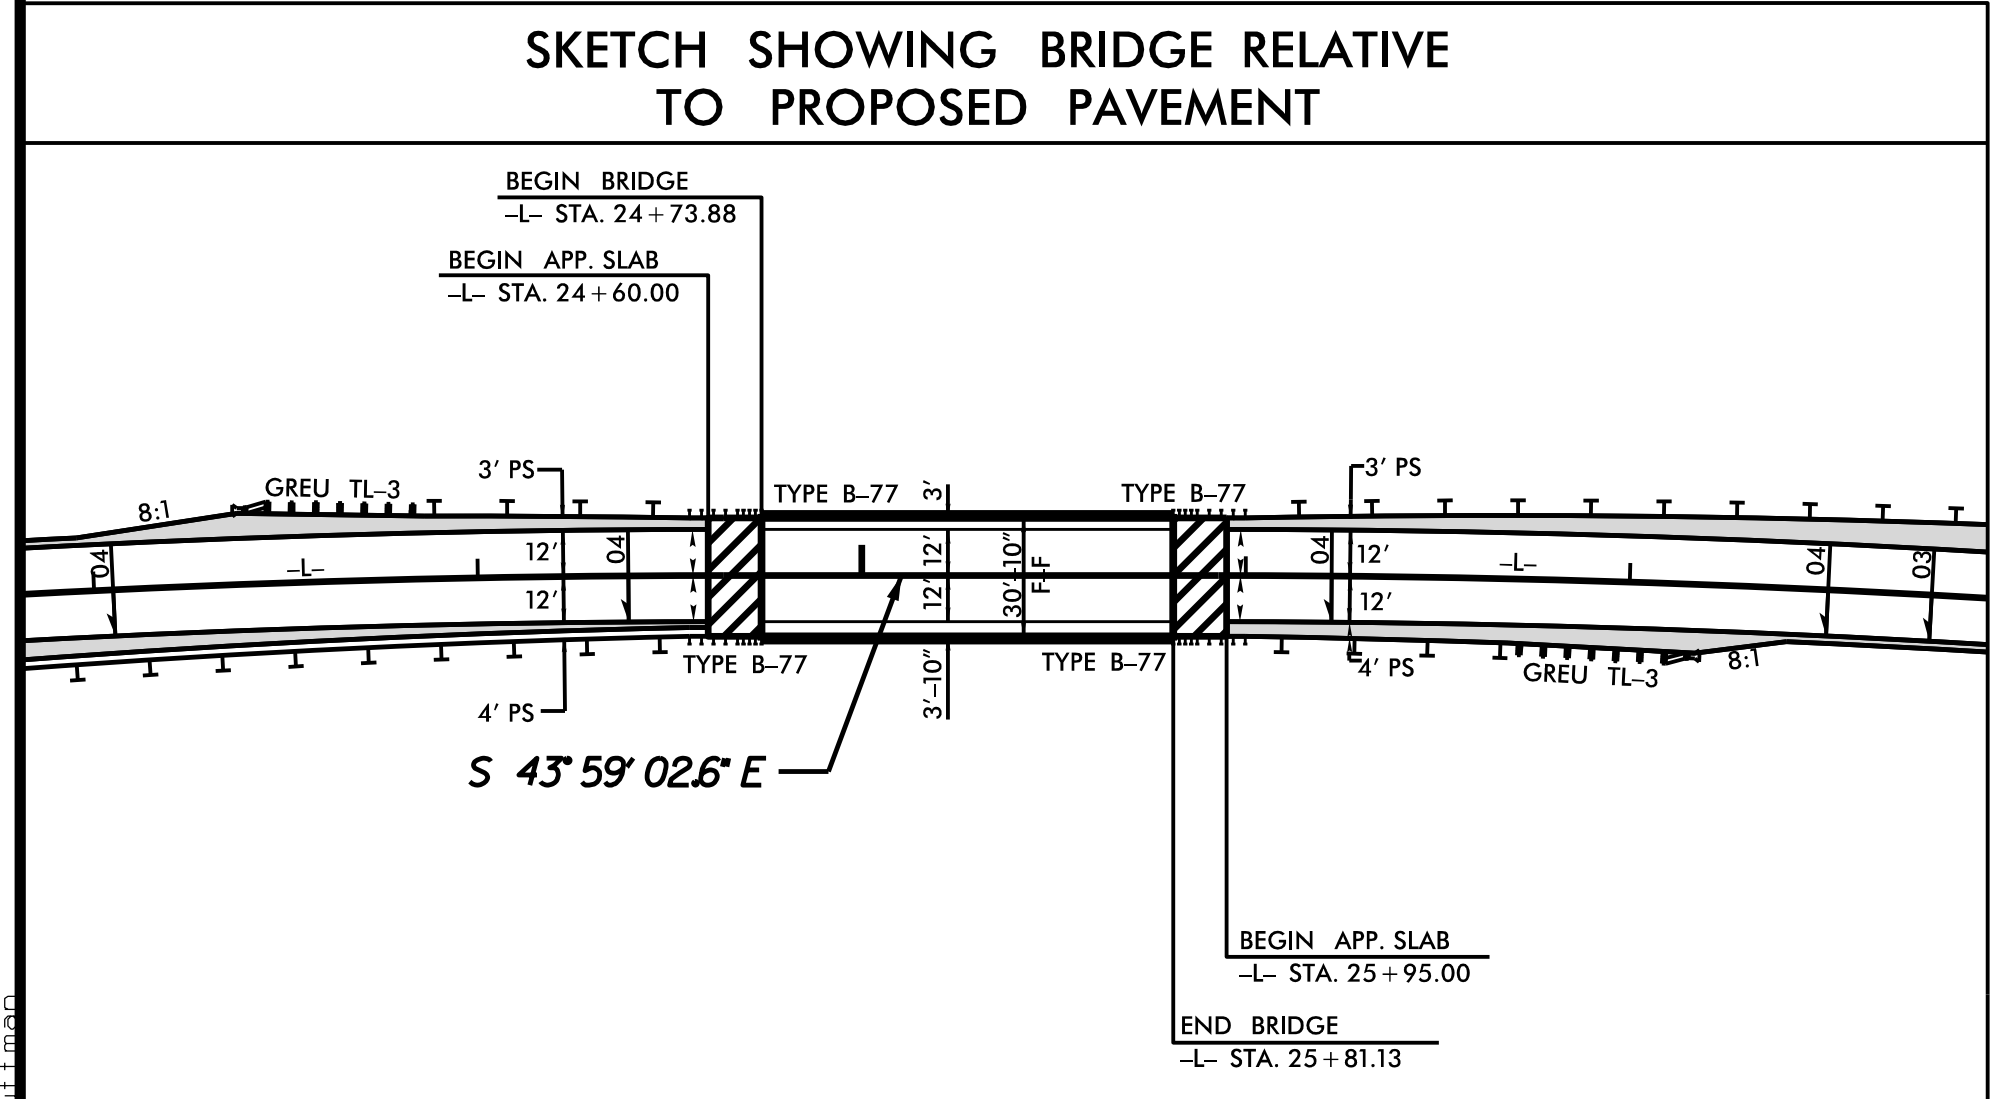 SKETCH SHOWING BRIDGE RELATIVE
TO PROPOSED PAVEMENT
BEGIN BRIDGE
–L– STA. 24+73.88
BEGIN APP. SLAB
–L– STA. 24+60.00
3' PS
3' PS
8:1
GREU TL–3
TYPE B–77
3'
TYPE B–77
04
–L–
12'
04
12'
30'–10"
F–F
04
12'
–L–
04
03
12'
12'
12'
TYPE B–77
3'–10"
TYPE B–77
4' PS
GREU TL–3
8:1
4' PS
S 43° 59' 02.6" E
BEGIN APP. SLAB
–L– STA. 25+95.00
END BRIDGE
–L– STA. 25+81.13